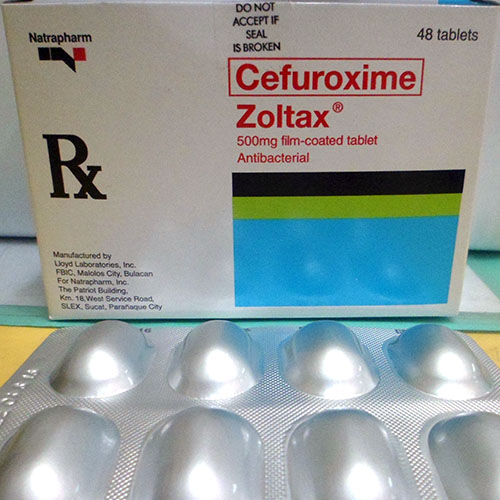 Natrapharm
DO NOT
ACCEPT IF
SEAL
IS BROKEN
48 tablets
Cefuroxime
Zoltax®
500mg film-coated tablet
Antibacterial
Rx
Manufactured by
Lloyd Laboratories, Inc.
FBIC, Malolos City, Bulacan
For Natrapharm, Inc.
The Patriot Building,
Km. 18,West Service Road,
SLEX, Sucat, Parañaque City